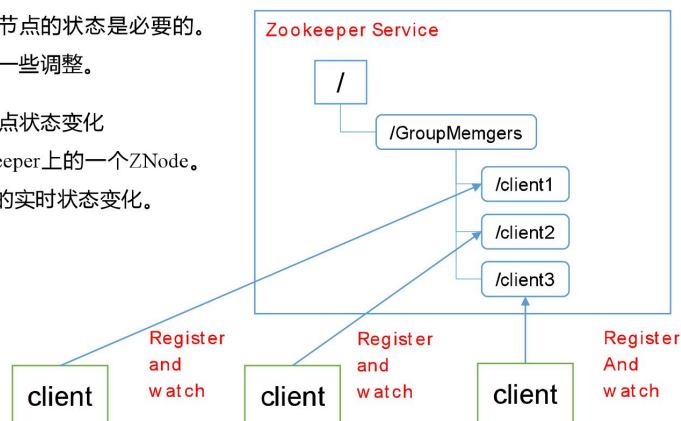 节点的状态是必要的。
一些调整。
点状态变化
eeper上的一个ZNode。
的实时状态变化。
Zookeeper Service
/
/GroupMemgers
/client1
/client2
/client3
Register
and
watch
Register
and
watch
Register
And
watch
client
client
client